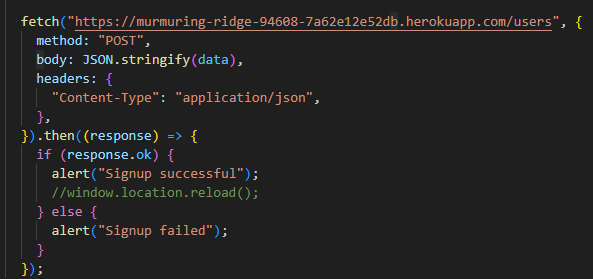 fetch("https://murmuring-ridge-94608-7a62e12e52db.herokuapp.com/users", {
  method: "POST",
  body: JSON.stringify(data),
  headers: {
    "Content-Type": "application/json",
  },
}).then((response) => {
  if (response.ok) {
    alert("Signup successful");
    //window.location.reload();
  } else {
    alert("Signup failed");
  }
});